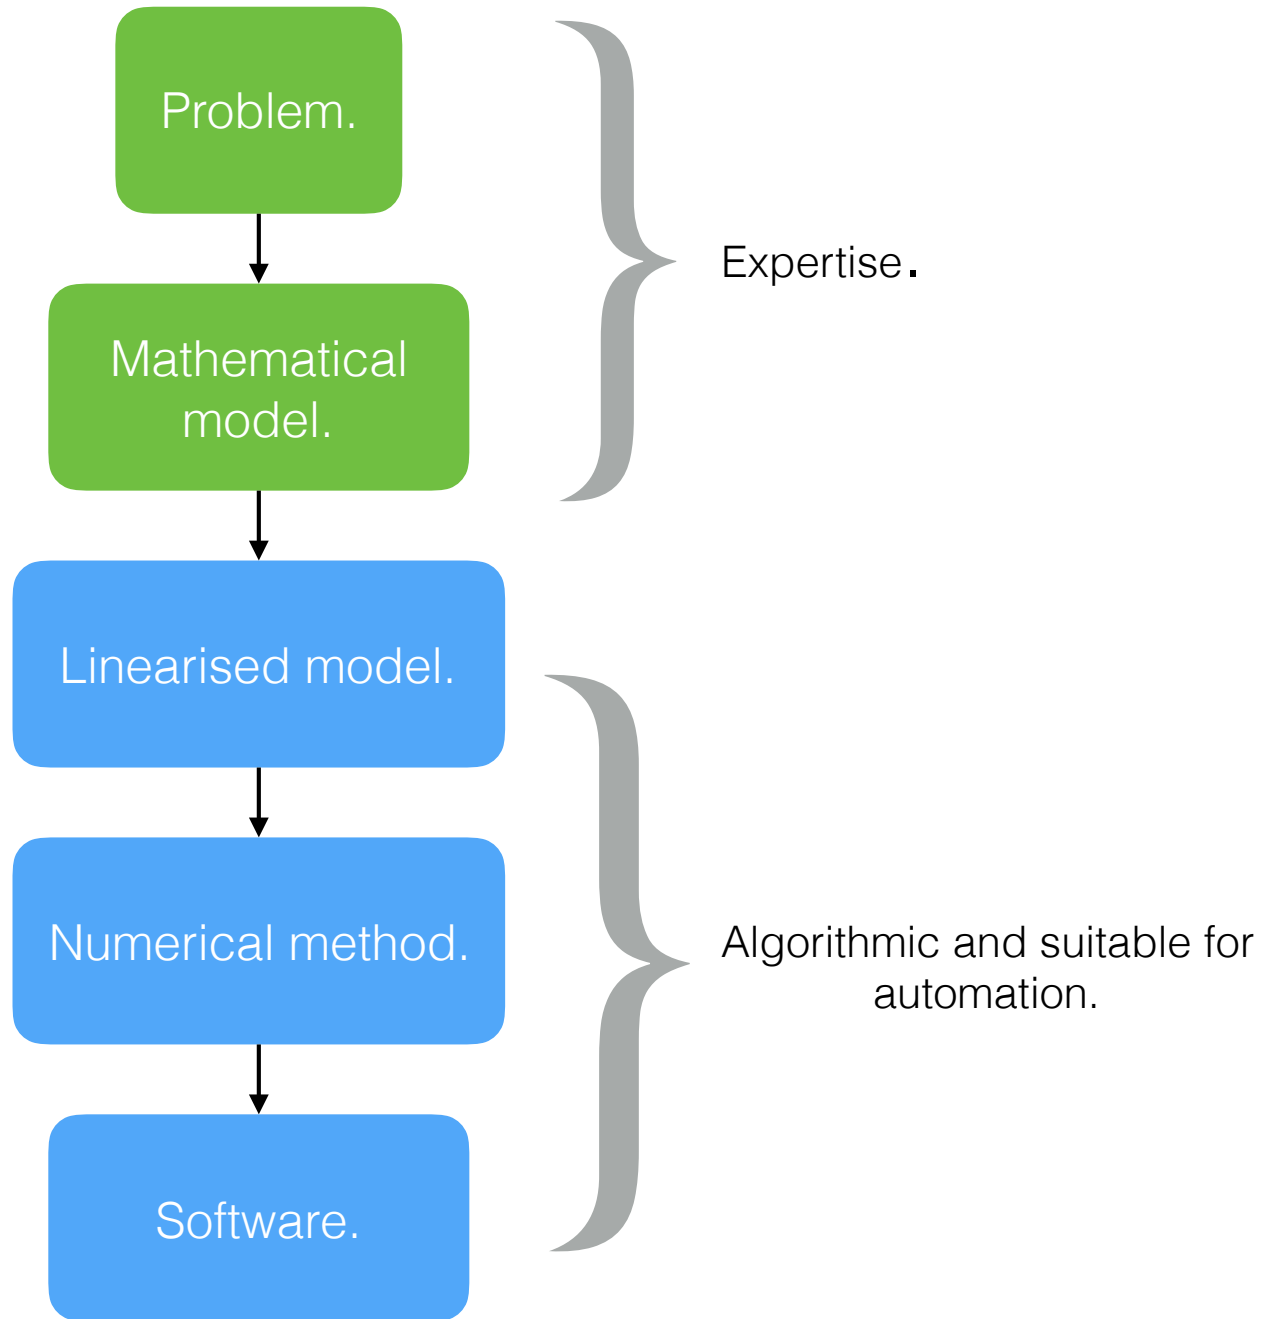 Problem.
Expertise.
Mathematical
model.
Linearised model.
Numerical method.
Algorithmic and suitable for
automation.
Software.